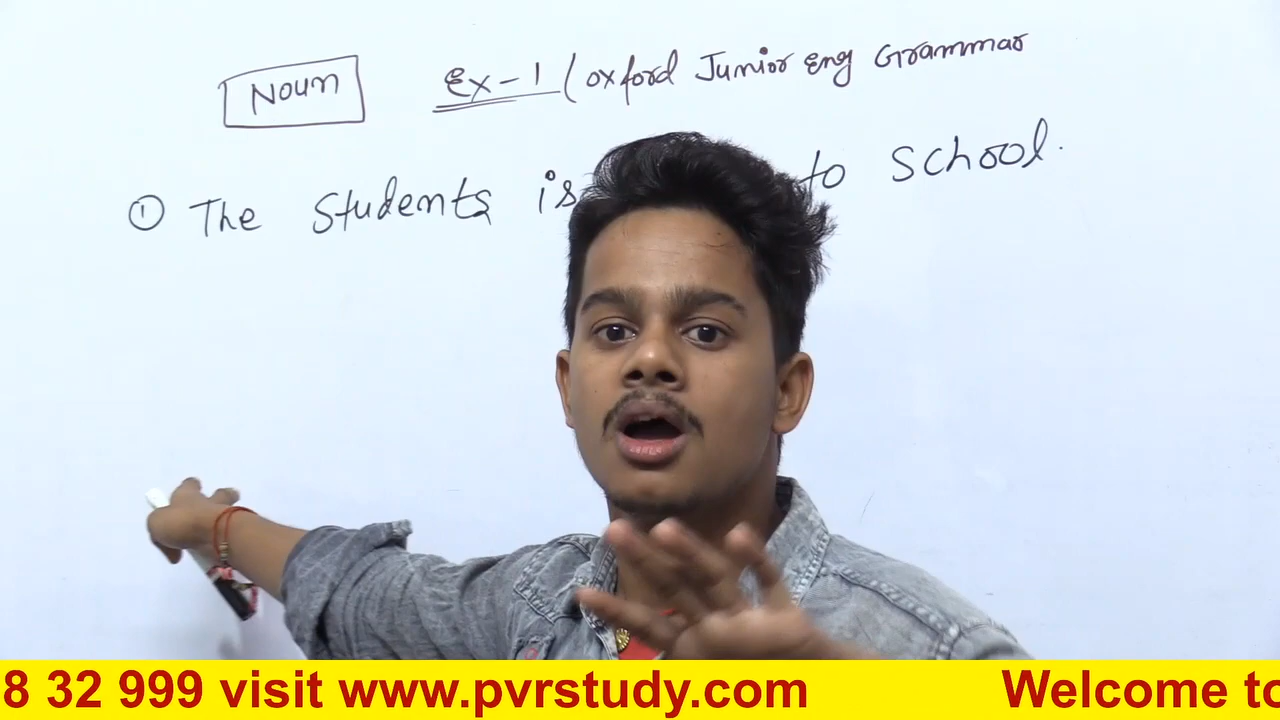 Noun Ex-1 (Oxford Junior Eng Grammar
① The Students is to School.
8 32 999 visit www.pvrstudy.com Welcome to